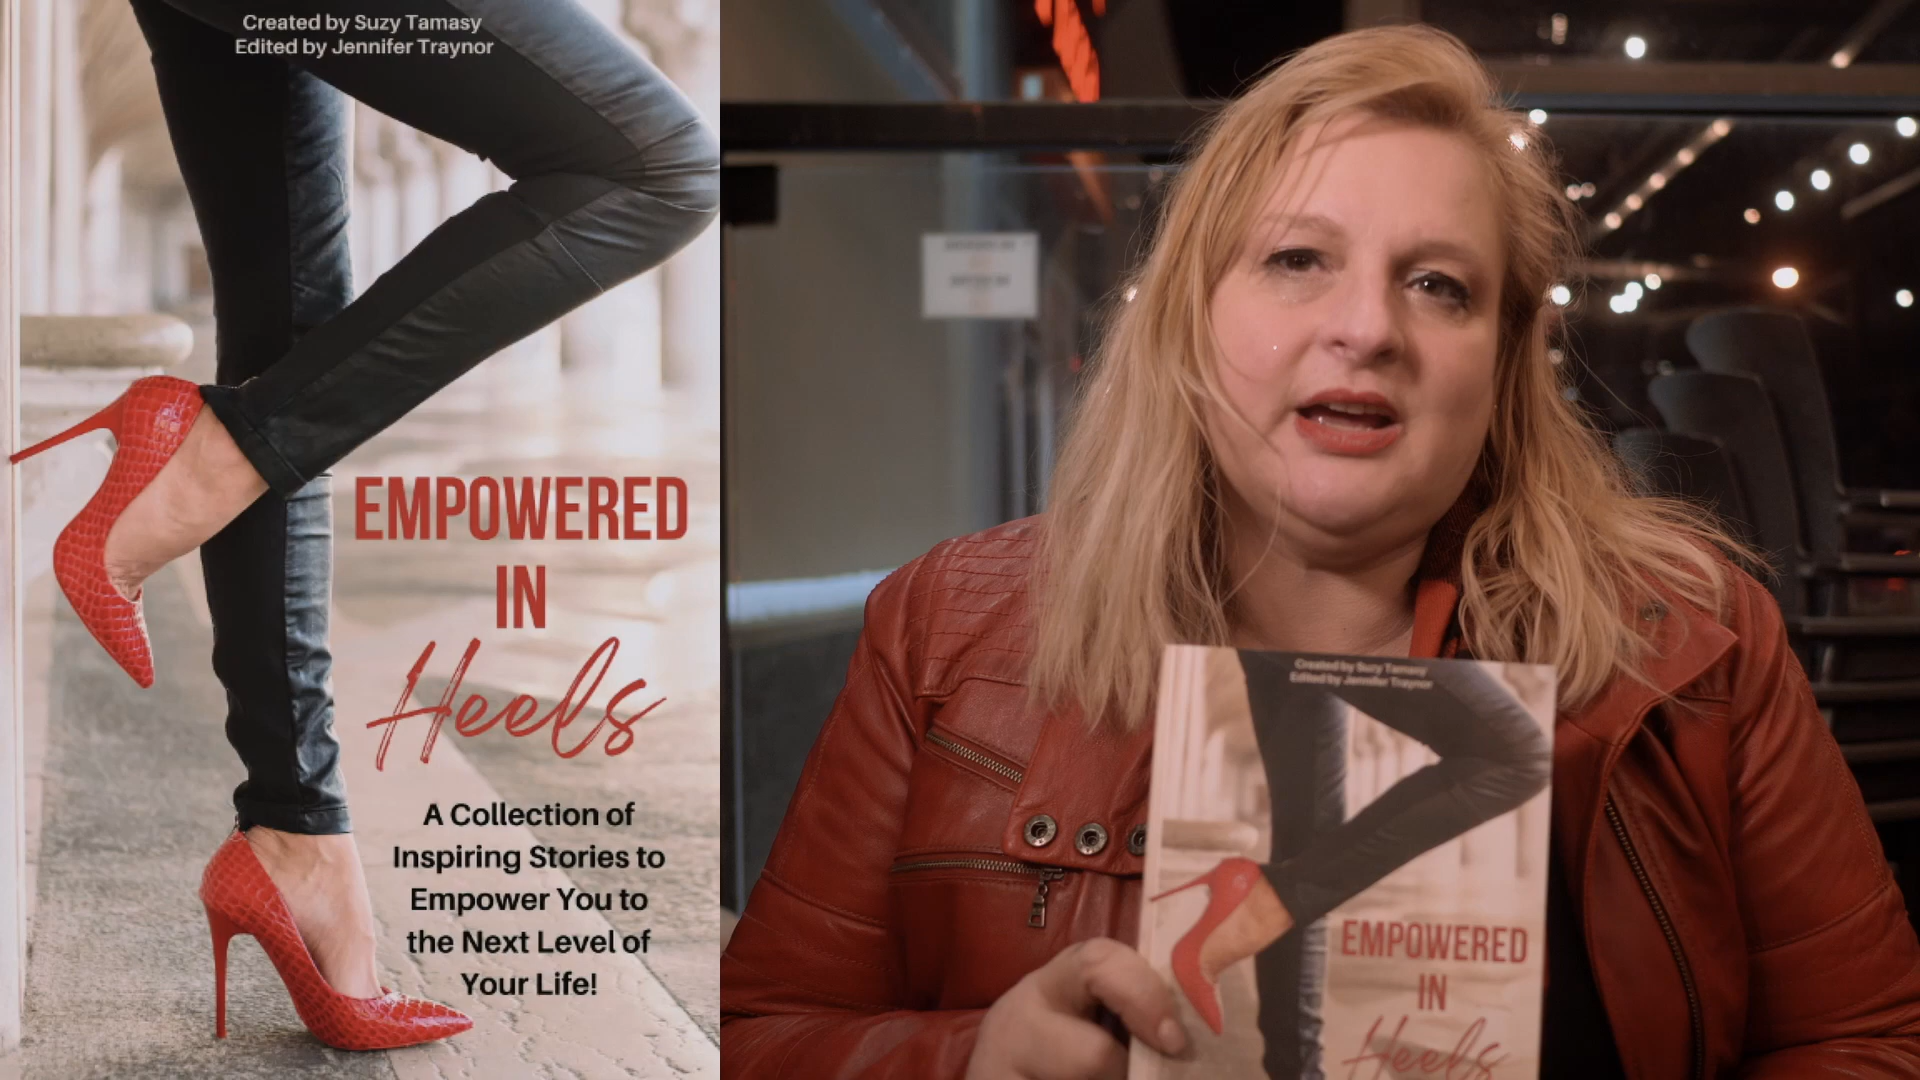 Created by Suzy Tamasy
Edited by Jennifer Traynor
EMPOWERED
IN
Heels
A Collection of
Inspiring Stories to
Empower You to
the Next Level of
Your Life!
Created by Suzy Tamasy
Edited by Jennifer Traynor
EMPOWERED
IN
Heels